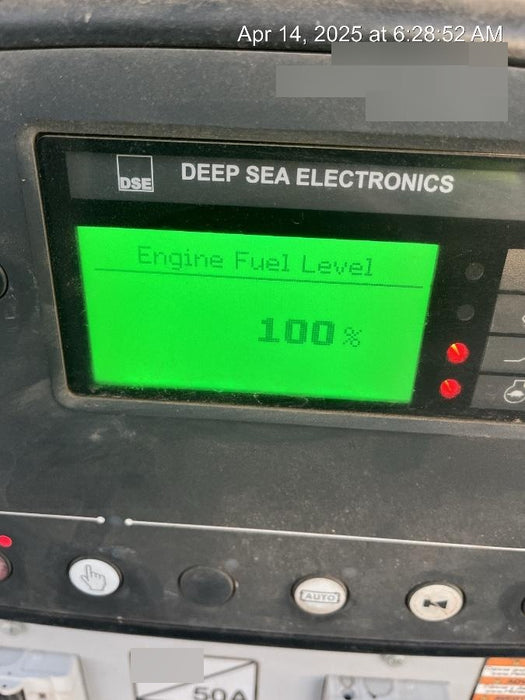 Apr 14, 2025 at 6:28:52 AM
DSE
DEEP SEA ELECTRONICS
Engine Fuel Level
100%
AUTO
50A